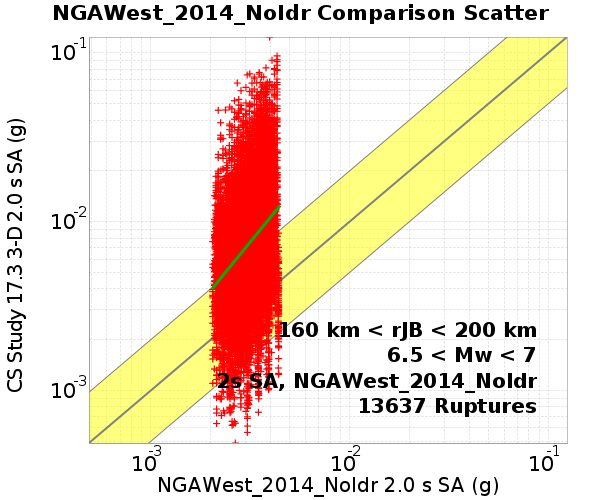 NGAWest_2014_NoIdr Comparison Scatter
CS Study 17.3 3-D 2.0 s SA (g)
10-1
10-2
10-3
160 km < rJB < 200 km
6.5 < Mw < 7
2s SA, NGAWest_2014_NoIdr
13637 Ruptures
10-3 10-2 10-1
NGAWest_2014_NoIdr 2.0 s SA (g)